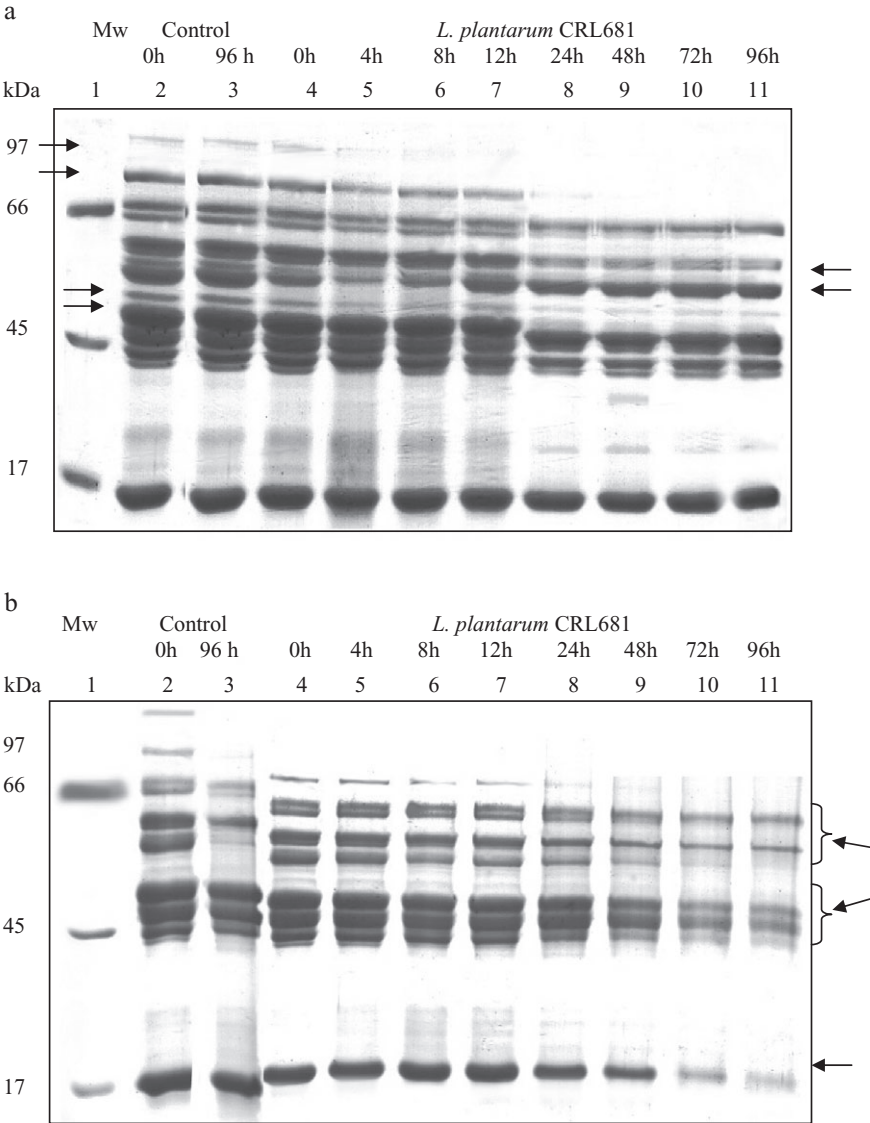 a
Mw Control L. plantarum CRL681
0h 96 h 0h 4h 8h 12h 24h 48h 72h 96h
kDa 1 2 3 4 5 6 7 8 9 10 11
97
66
45
17
b
Mw Control L. plantarum CRL681
0h 96 h 0h 4h 8h 12h 24h 48h 72h 96h
kDa 1 2 3 4 5 6 7 8 9 10 11
97
66
45
17